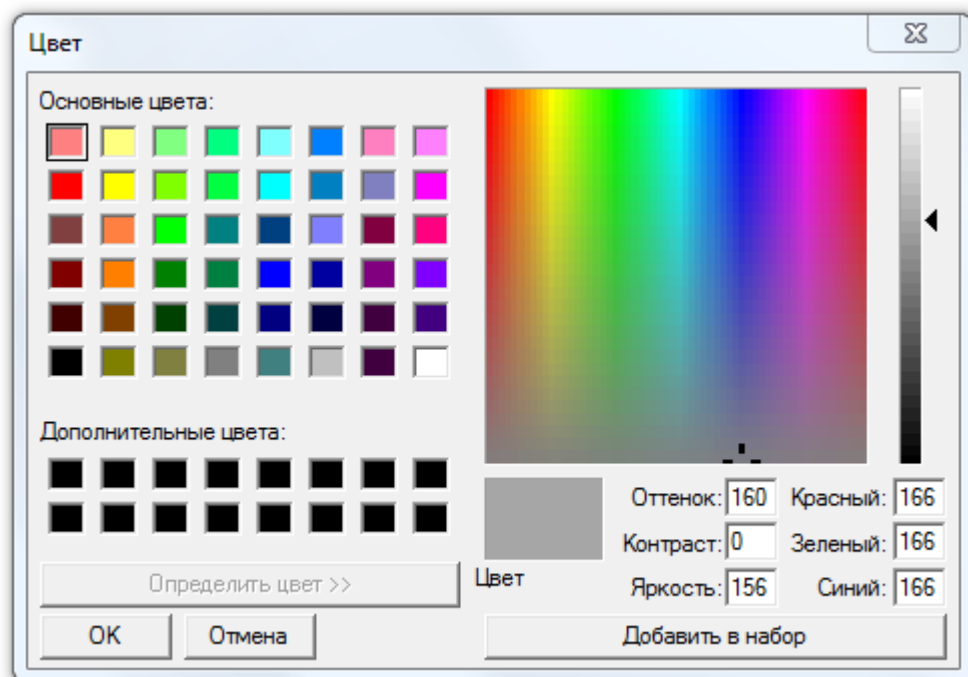 Цвет
Основные цвета:
Дополнительные цвета:
Определить цвет >>
OK Отмена
Оттенок: 160 Красный: 166
Контраст: 0 Зеленый: 166
Цвет Яркость: 156 Синий: 166
Добавить в набор